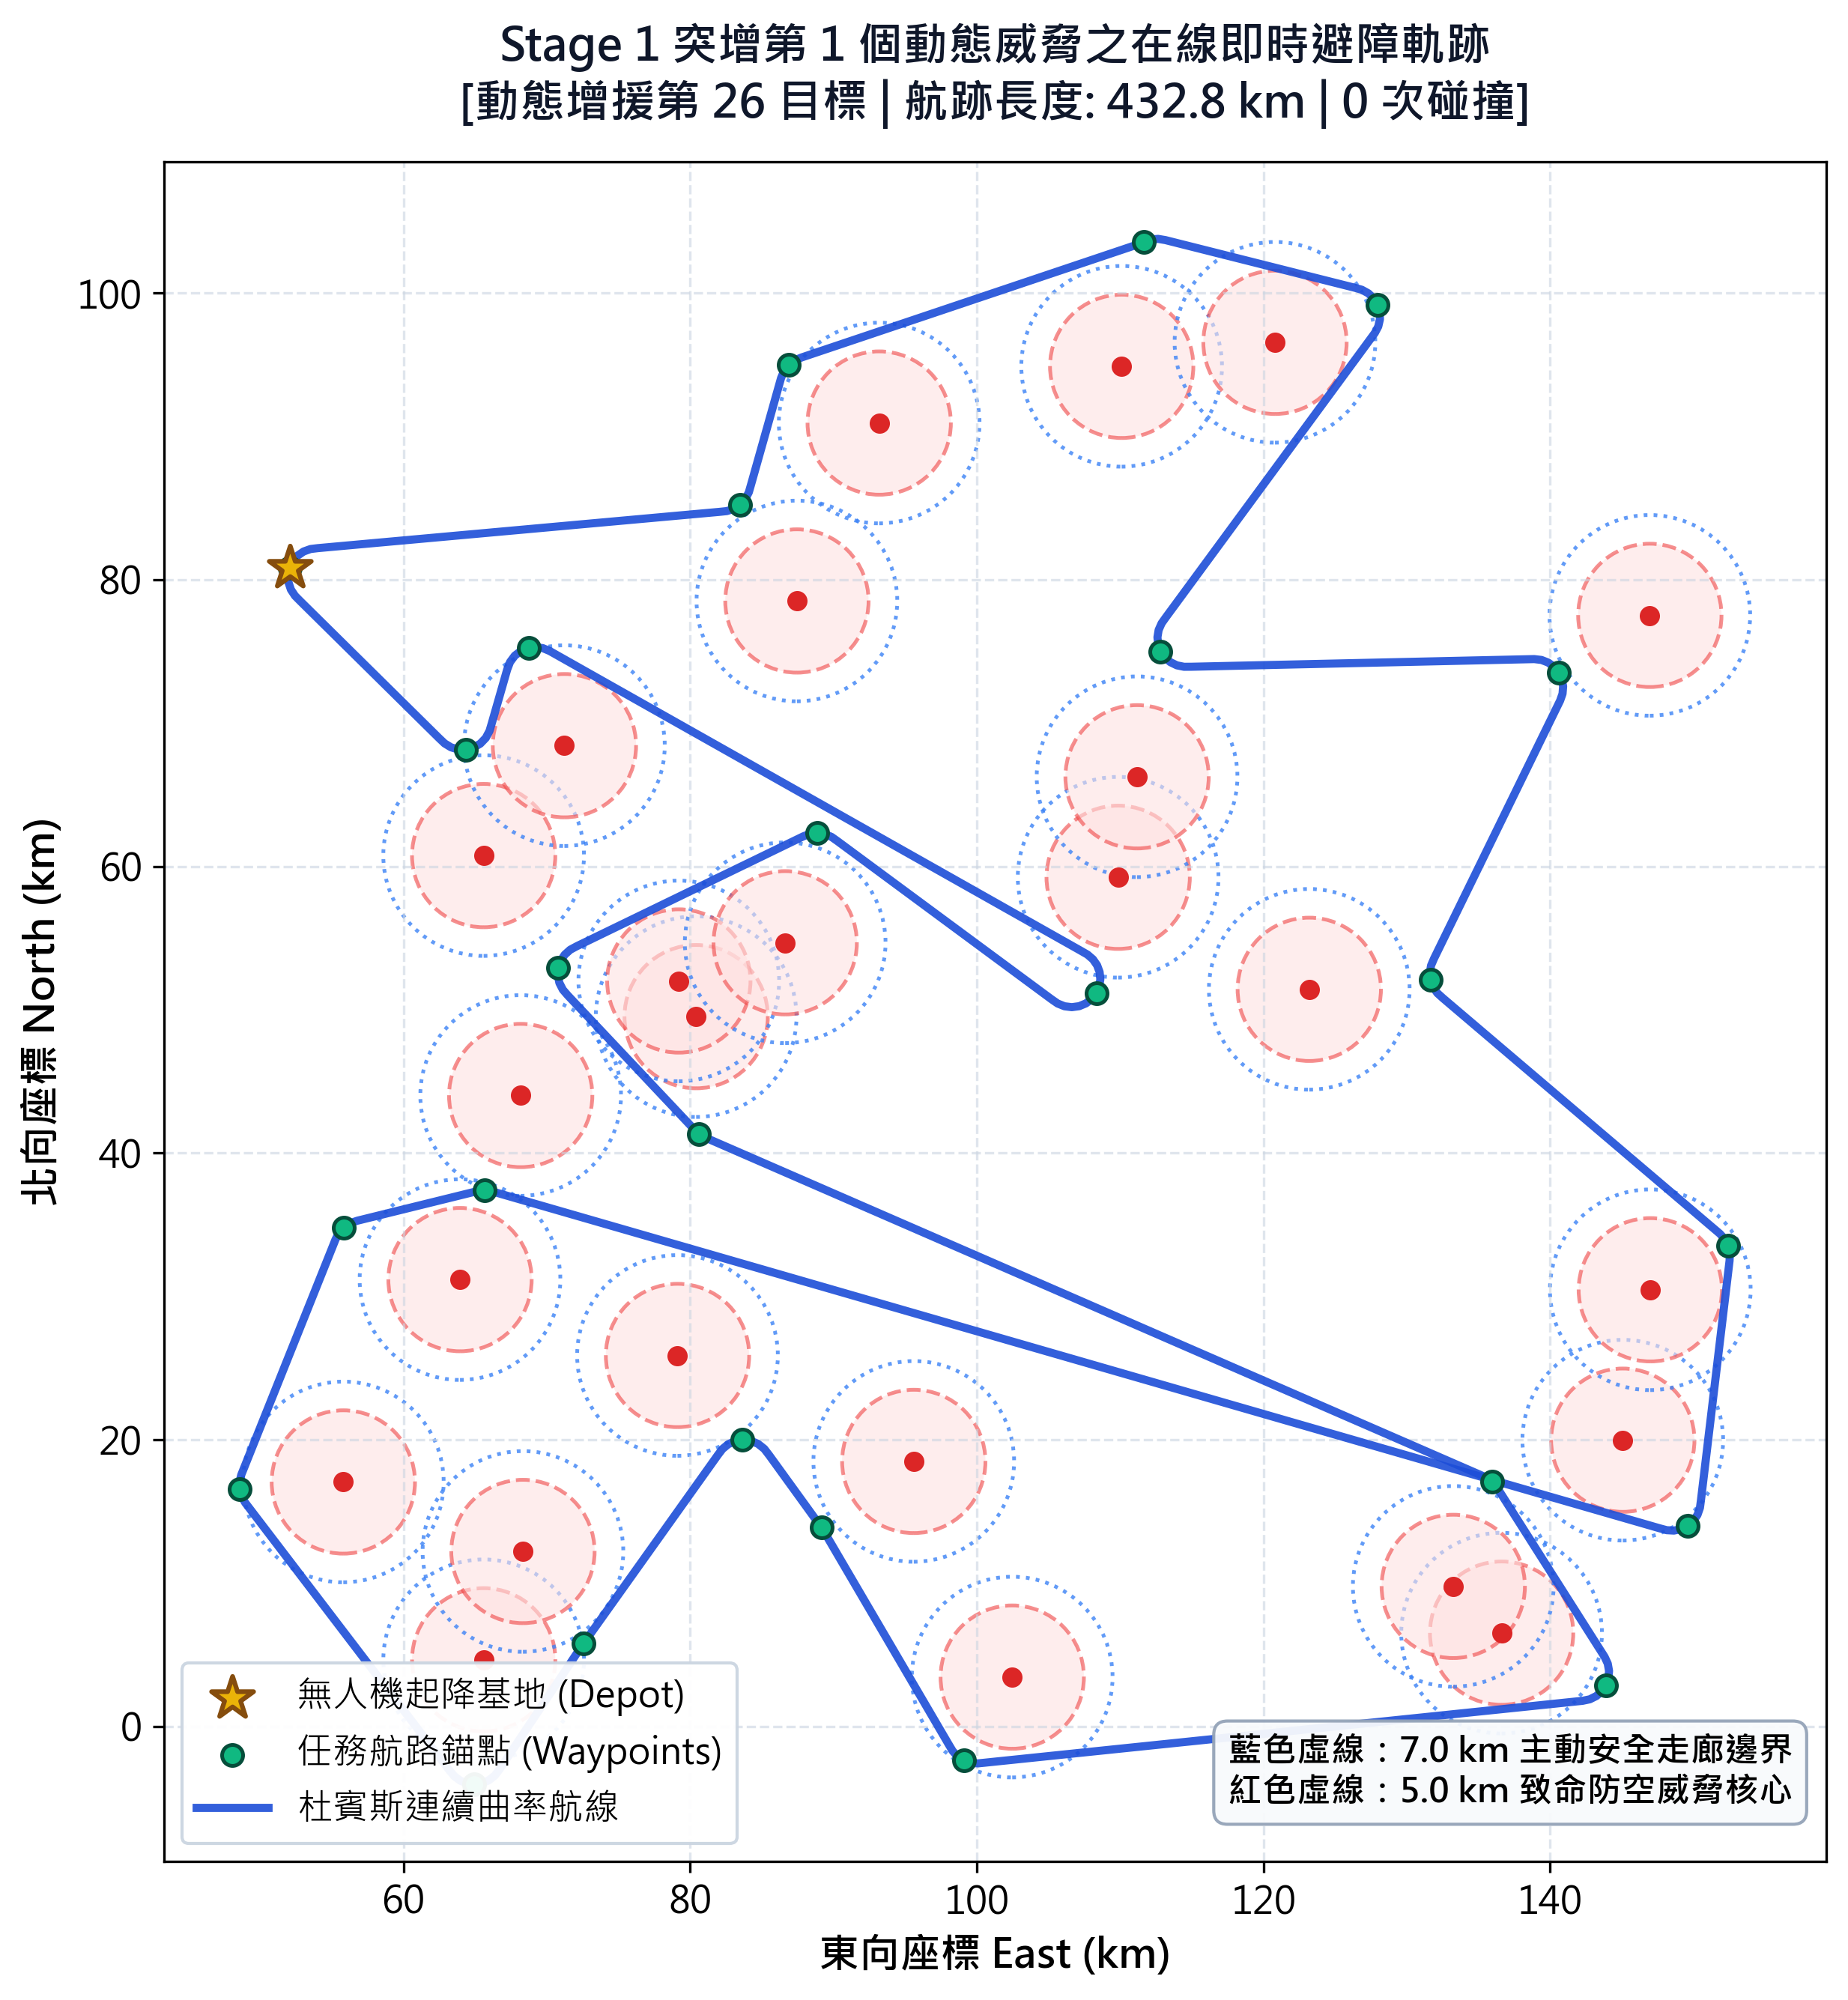 Stage 1 突增第 1 個動態威脅之在線即時避障軌跡
[動態增援第 26 目標 | 航跡長度: 432.8 km | 0 次碰撞]
北向座標 North (km)
100
80
60
40
20
0
無人機起降基地 (Depot)
任務航路錨點 (Waypoints)
杜賓斯連續曲率航線
藍色虛線：7.0 km 主動安全走廊邊界
紅色虛線：5.0 km 致命防空威脅核心
60
80
100
120
140
東向座標 East (km)